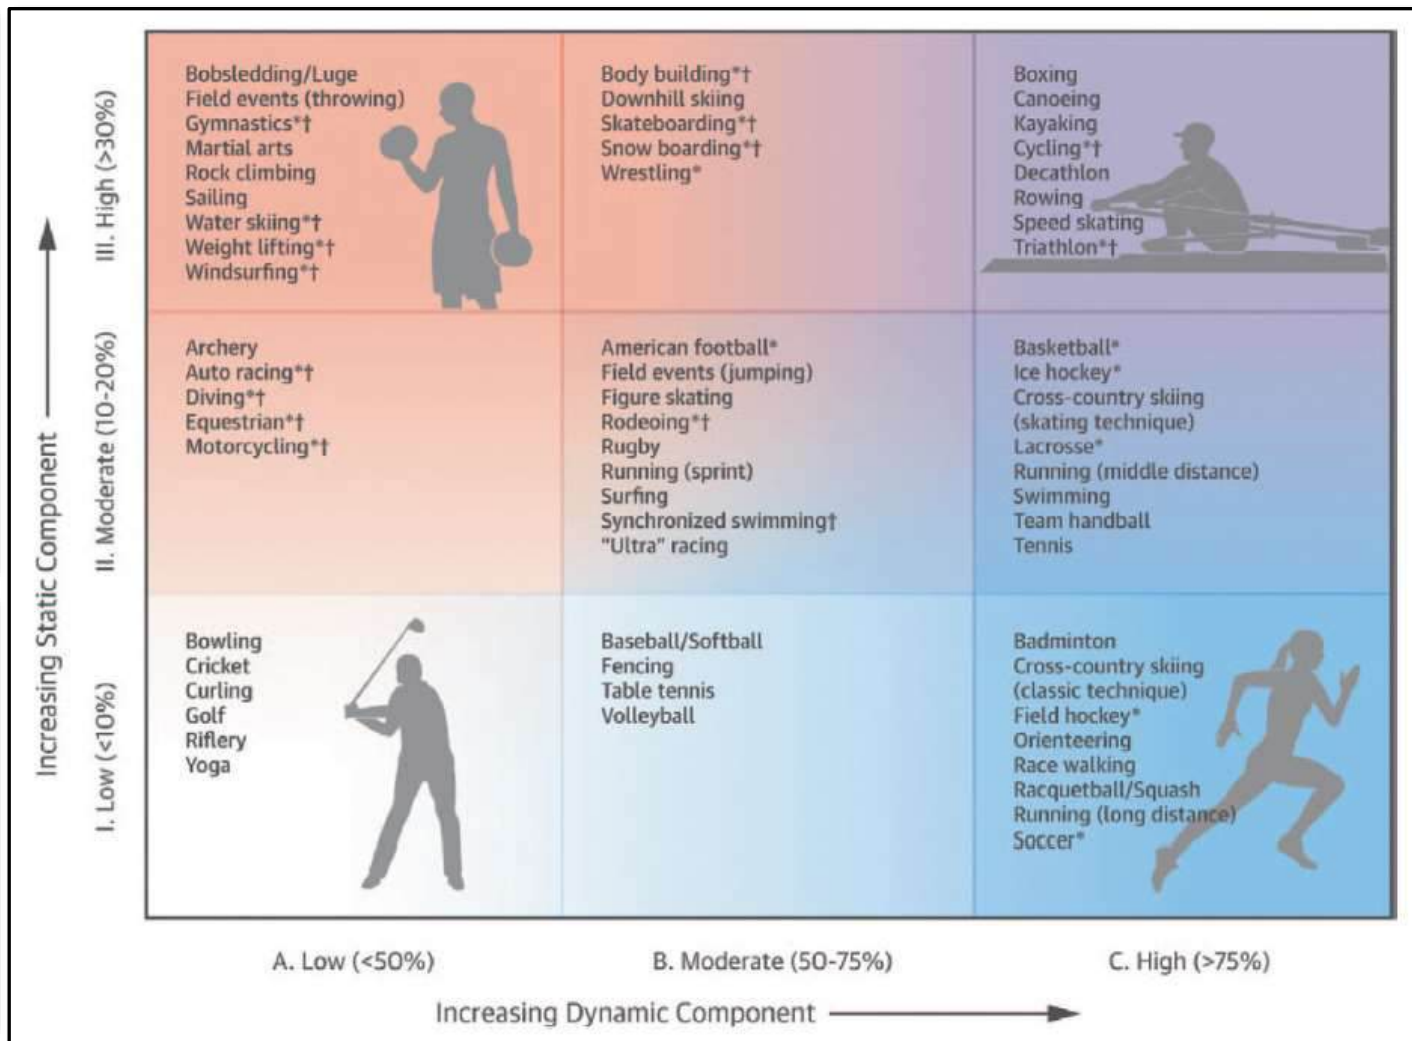 III. High (>30%)
Bobsledding/Luge
Field events (throwing)
Gymnastics*†
Martial arts
Rock climbing
Sailing
Water skiing*†
Weight lifting*†
Windsurfing*†
Body building*†
Downhill skiing
Skateboarding*†
Snow boarding*†
Wrestling*
Boxing
Canoeing
Kayaking
Cycling*†
Decathlon
Rowing
Speed skating
Triathlon*†
Increasing Static Component
II. Moderate (10-20%)
Archery
Auto racing*†
Diving*†
Equestrian*†
Motorcycling*†
American football*
Field events (jumping)
Figure skating
Rodeoing*†
Rugby
Running (sprint)
Surfing
Synchronized swimming†
"Ultra" racing
Basketball*
Ice hockey*
Cross-country skiing
(skating technique)
Lacrosse*
Running (middle distance)
Swimming
Team handball
Tennis
I. Low (<10%)
Bowling
Cricket
Curling
Golf
Riflery
Yoga
Baseball/Softball
Fencing
Table tennis
Volleyball
Badminton
Cross-country skiing
(classic technique)
Field hockey*
Orienteering
Race walking
Racquetball/Squash
Running (long distance)
Soccer*
A. Low (<50%)
B. Moderate (50-75%)
C. High (>75%)
Increasing Dynamic Component